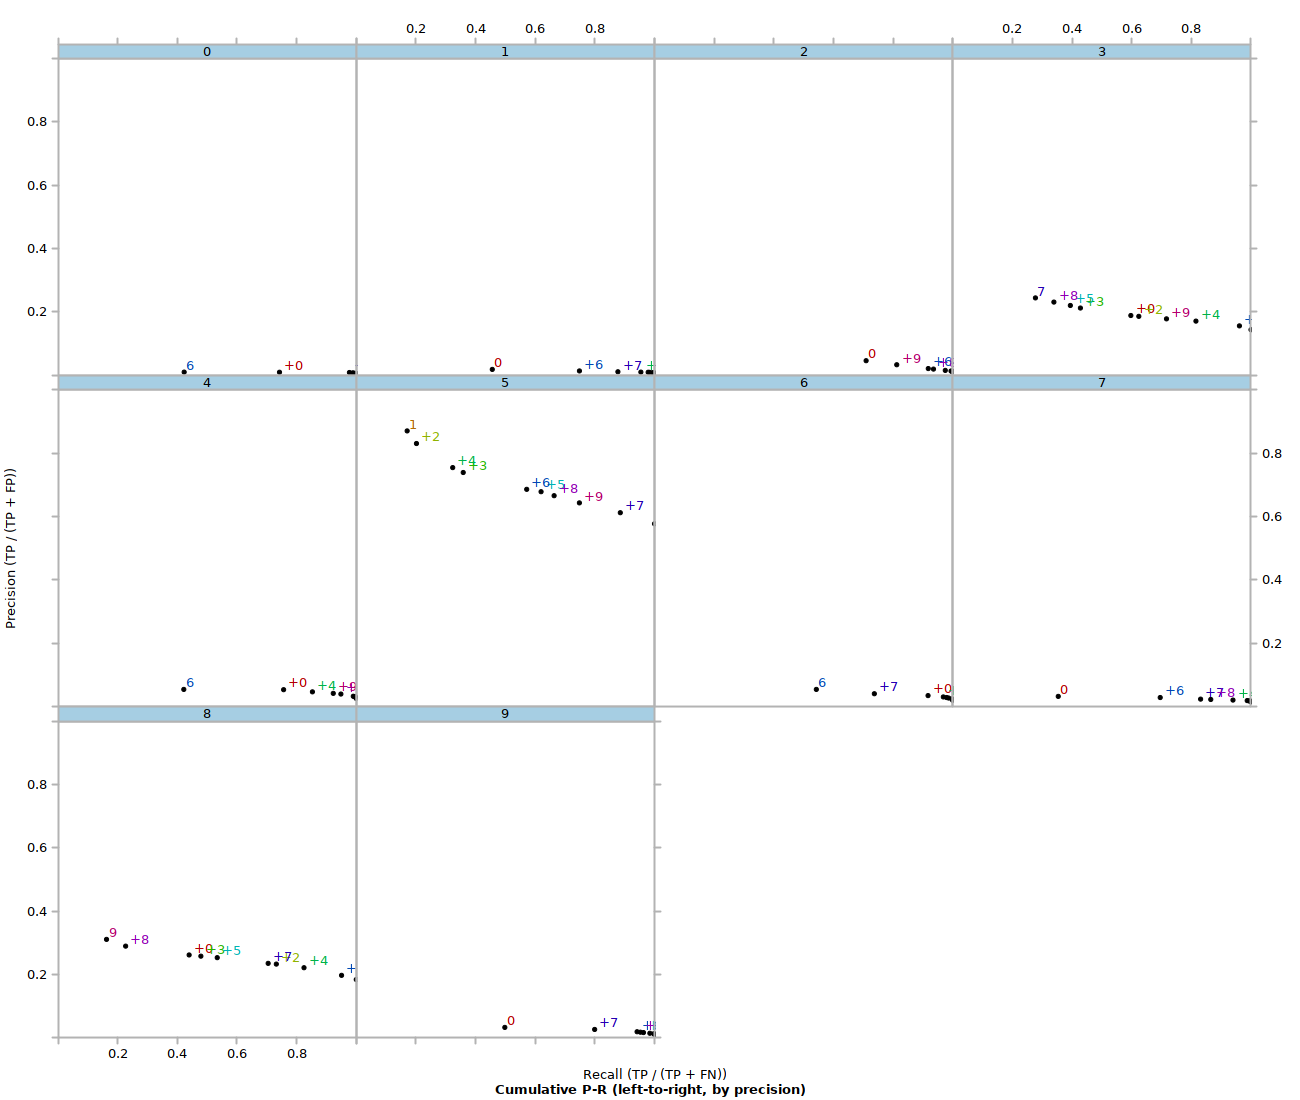 0.2 0.4 0.6 0.8 0.2 0.4 0.6 0.8
0 1 2 3
0.8
0.6
0.4
0.2
6 +0
0 +6 +7 +
0 +9 +6
7 +8 +5 +3 +0 +2 +9 +4 +
4 5 6 7
1 +2 +4 +3 +6 +5 +8 +9 +7
0.8
0.6
0.4
0.2
6 +0 +4 +9
6 +7 +0
0 +6 +7 +8 +
8 9
0.8
0.6
0.4
0.2
9 +8 +0 +3 +5 +7 +2 +4 +
0 +7 +
0.2 0.4 0.6 0.8
Precision (TP / (TP + FP))
Recall (TP / (TP + FN))
Cumulative P-R (left-to-right, by precision)